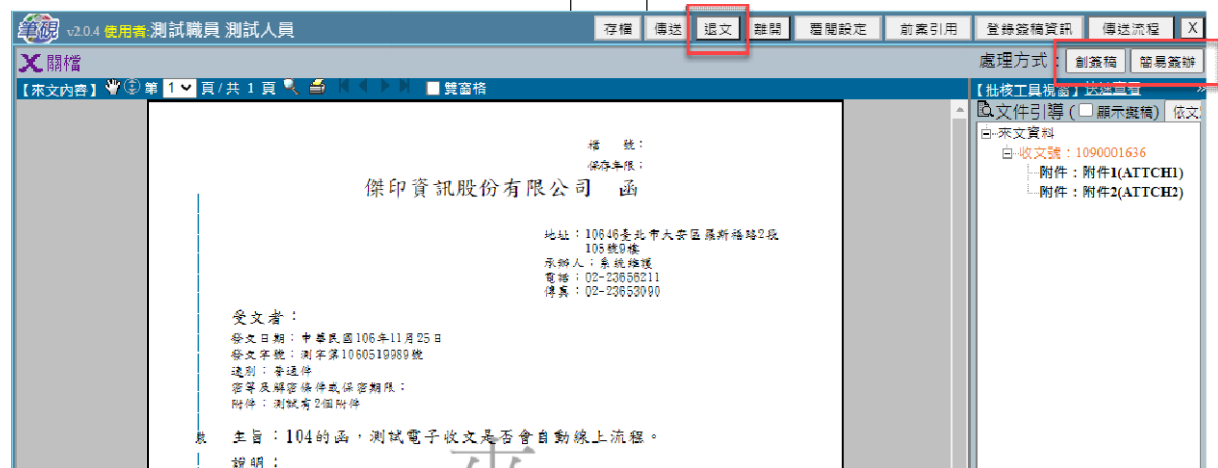 筆硯 v2.0.4 使用者:測試職員 測試人員
存檔 傳送 退文 離開 覆閱設定 前案引用 登錄簽稿資訊 傳送流程 X
X 關檔
處理方式： 創簽稿 簡易簽辦
【來文內容】 第 1 頁/共 1 頁 雙窗格
【批核工具視窗】送達查看 »
文件引導 ( 顯示擬稿) 依文
來文資料
收文號：1090001636
附件：附件1(ATTCH1)
附件：附件2(ATTCH2)
檔 號：
保存年限：
傑印資訊股份有限公司 函
地址：10646臺北市大安區羅斯福路2段
105號9樓
承辦人：系統維護
電話：02-23656211
傳真：02-23653090
受文者：
發文日期：中華民國106年11月25日
發文字號：測字第1060519989號
速別：普通件
密等及解密條件或保密期限：
附件：測試有2個附件
主旨：104的函，測試電子收文是否會自動線上流程。
說明：